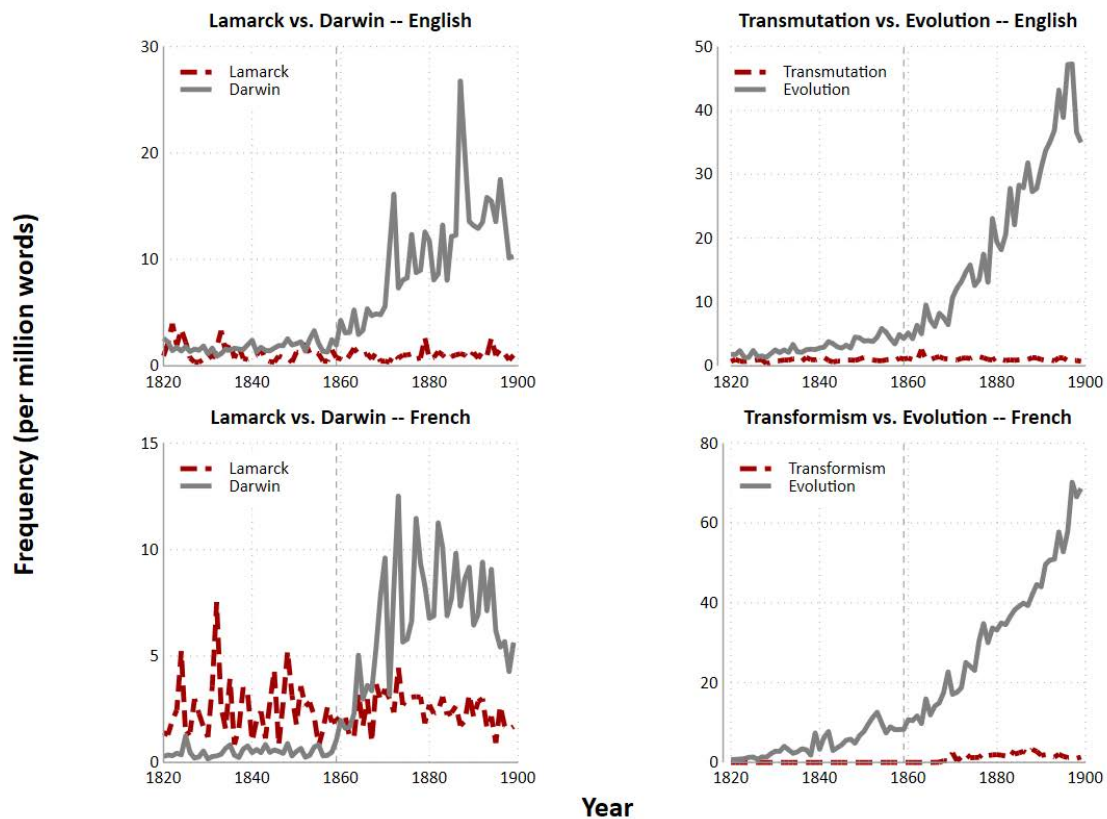 Lamarck vs. Darwin -- English
30
20
10
0
Lamarck
Darwin
1820 1840 1860 1880 1900
Transmutation vs. Evolution -- English
50
40
30
20
10
0
Transmutation
Evolution
1820 1840 1860 1880 1900
Lamarck vs. Darwin -- French
15
10
5
0
Lamarck
Darwin
1820 1840 1860 1880 1900
Transformism vs. Evolution -- French
80
60
40
20
0
Transformism
Evolution
1820 1840 1860 1880 1900
Frequency (per million words)
Year